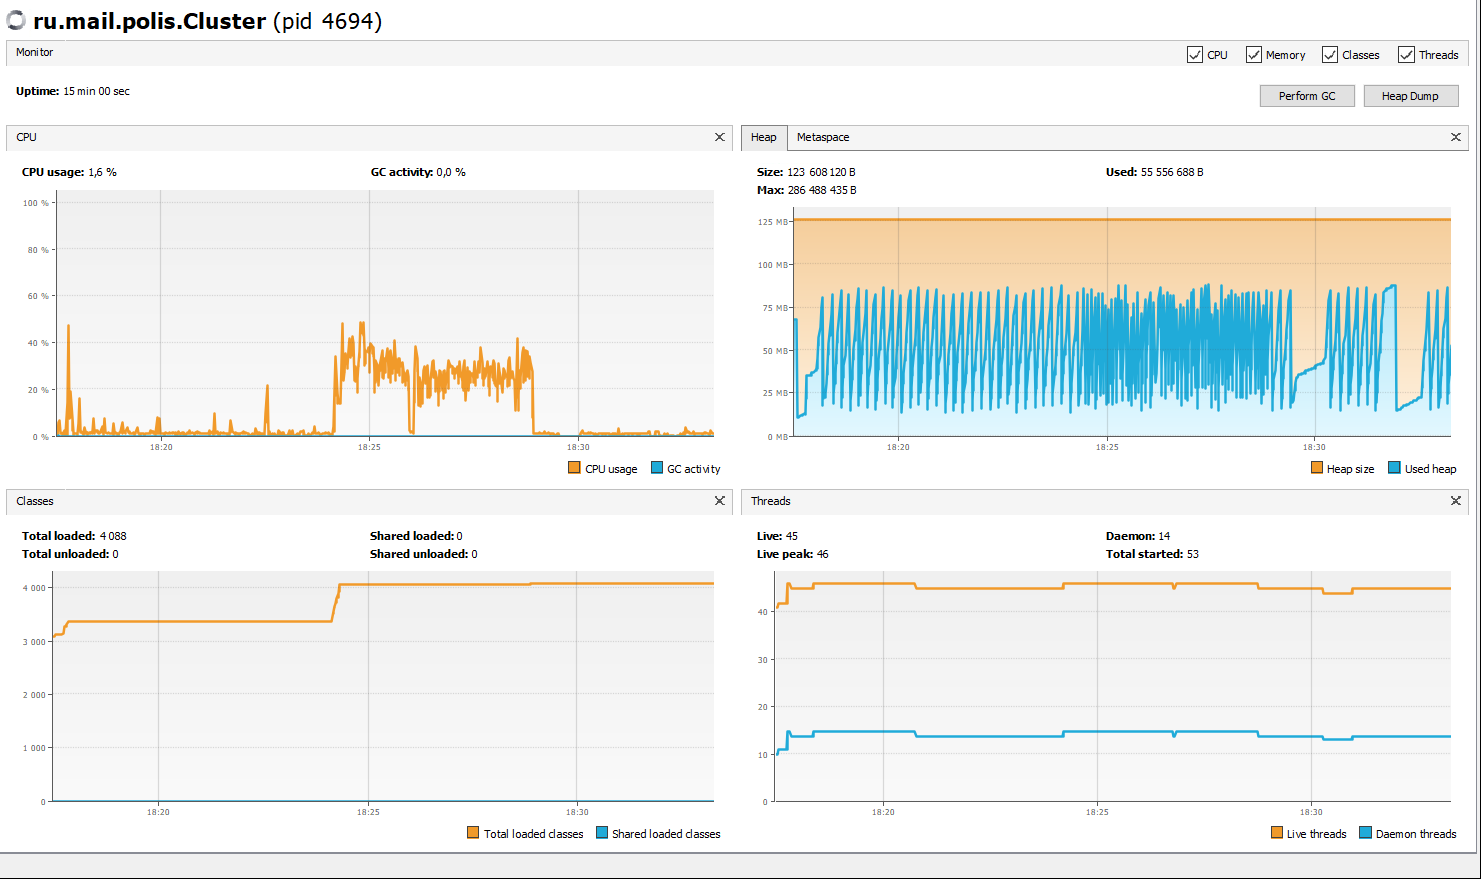 ru.mail.polis.Cluster (pid 4694)
Monitor
CPU Memory Classes Threads
Uptime: 15 min 00 sec
Perform GC Heap Dump
CPU
CPU usage: 1,6 % GC activity: 0,0 %
100 %
80 %
60 %
40 %
20 %
0 %
18:20 18:25 18:30
CPU usage GC activity
Heap Metaspace
Size: 123 608 120 B Used: 55 556 688 B
Max: 286 488 435 B
125 MB
100 MB
75 MB
50 MB
25 MB
0 MB
18:20 18:25 18:30
Heap size Used heap
Classes
Total loaded: 4 088 Shared loaded: 0
Total unloaded: 0 Shared unloaded: 0
4 000
3 000
2 000
1 000
0
18:20 18:25 18:30
Total loaded classes Shared loaded classes
Threads
Live: 45 Daemon: 14
Live peak: 46 Total started: 53
40
30
20
10
0
18:20 18:25 18:30
Live threads Daemon threads